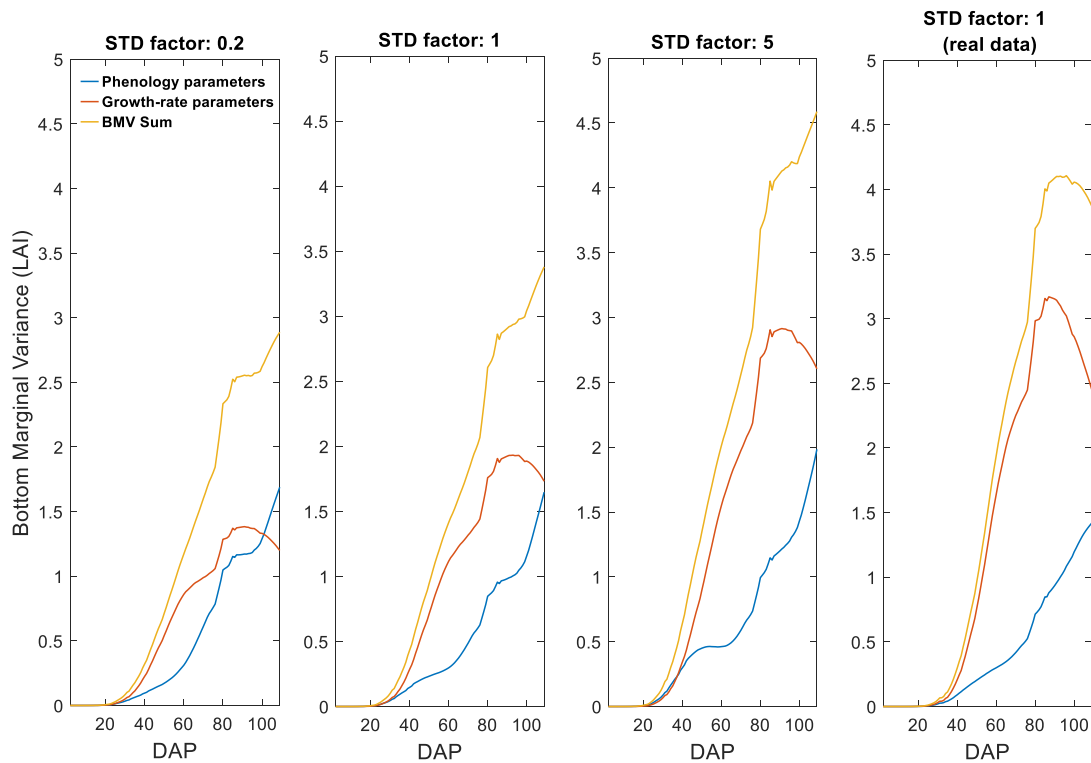 STD factor: 0.2
STD factor: 1
STD factor: 5
STD factor: 1
(real data)
Phenology parameters
Growth-rate parameters
BMV Sum
Bottom Marginal Variance (LAI)
5
4.5
4
3.5
3
2.5
2
1.5
1
0.5
0
20 40 60 80 100
DAP
5
4.5
4
3.5
3
2.5
2
1.5
1
0.5
0
20 40 60 80 100
DAP
5
4.5
4
3.5
3
2.5
2
1.5
1
0.5
0
20 40 60 80 100
DAP
5
4.5
4
3.5
3
2.5
2
1.5
1
0.5
0
20 40 60 80 100
DAP